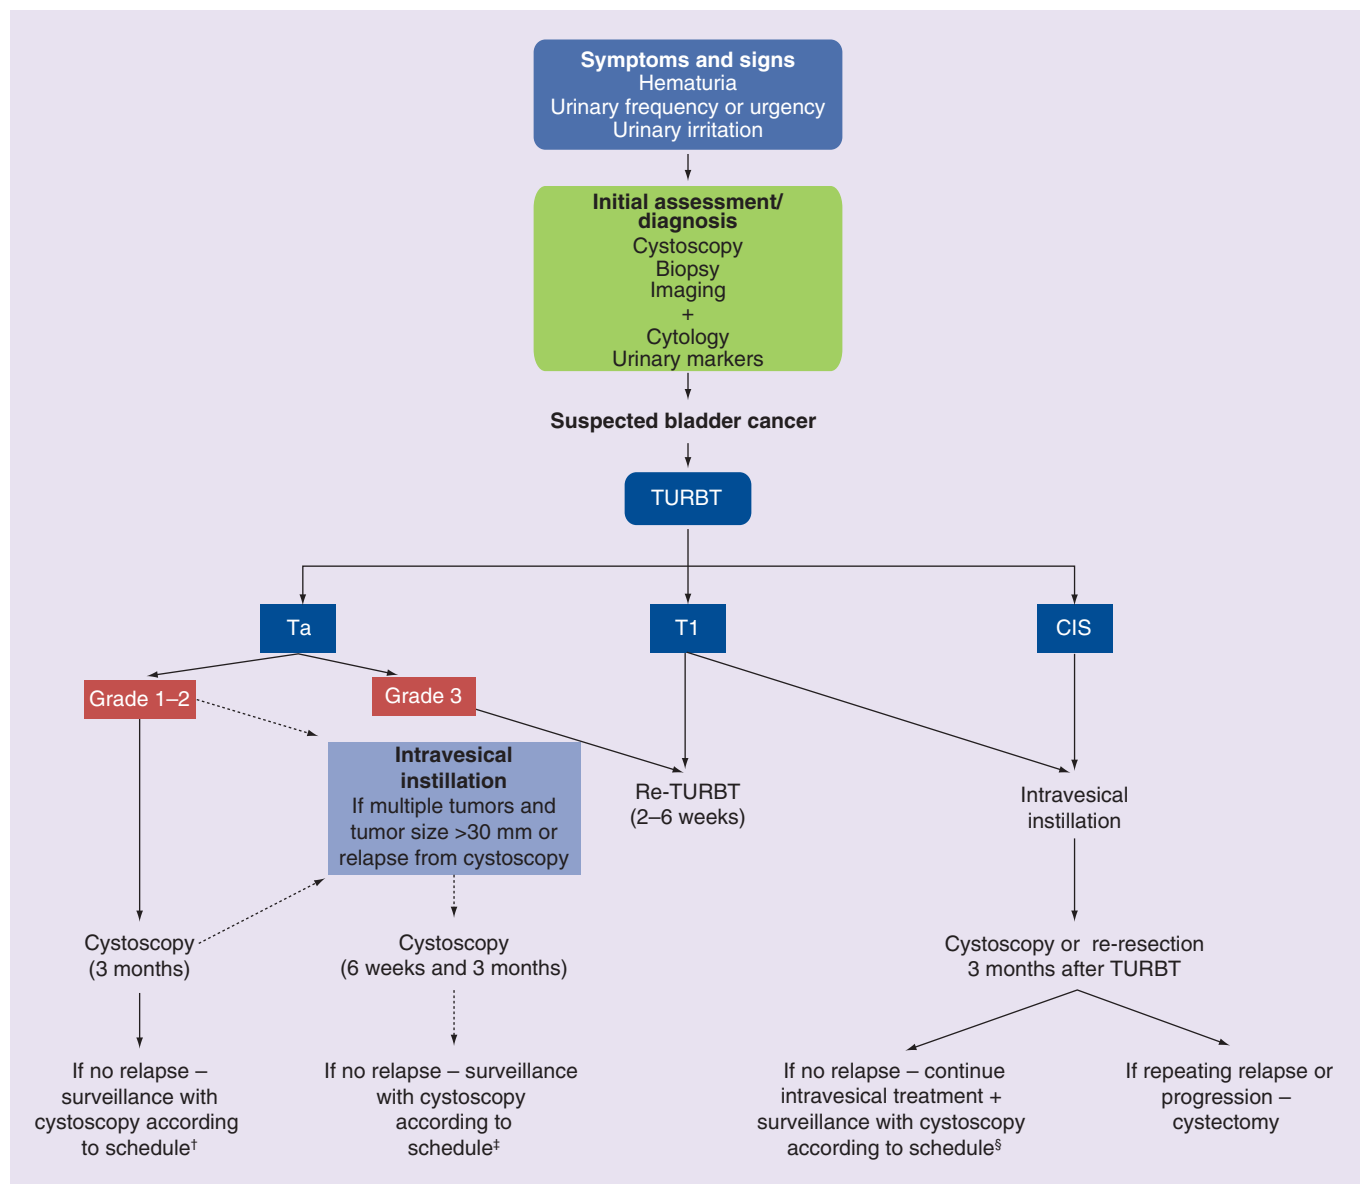 Symptoms and signs
Hematuria
Urinary frequency or urgency
Urinary irritation
Initial assessment/
diagnosis
Cystoscopy
Biopsy
Imaging
+
Cytology
Urinary markers
Suspected bladder cancer
TURBT
Ta
T1
CIS
Grade 1–2
Grade 3
Intravesical
instillation
If multiple tumors and
tumor size >30 mm or
relapse from cystoscopy
Re-TURBT
(2–6 weeks)
Intravesical
instillation
Cystoscopy
(3 months)
Cystoscopy
(6 weeks and 3 months)
Cystoscopy or re-resection
3 months after TURBT
If no relapse –
surveillance with
cystoscopy according
to schedule†
If no relapse – surveillance
with cystoscopy
according to
schedule‡
If no relapse – continue
intravesical treatment +
surveillance with cystoscopy
according to schedule§
If repeating relapse or
progression –
cystectomy